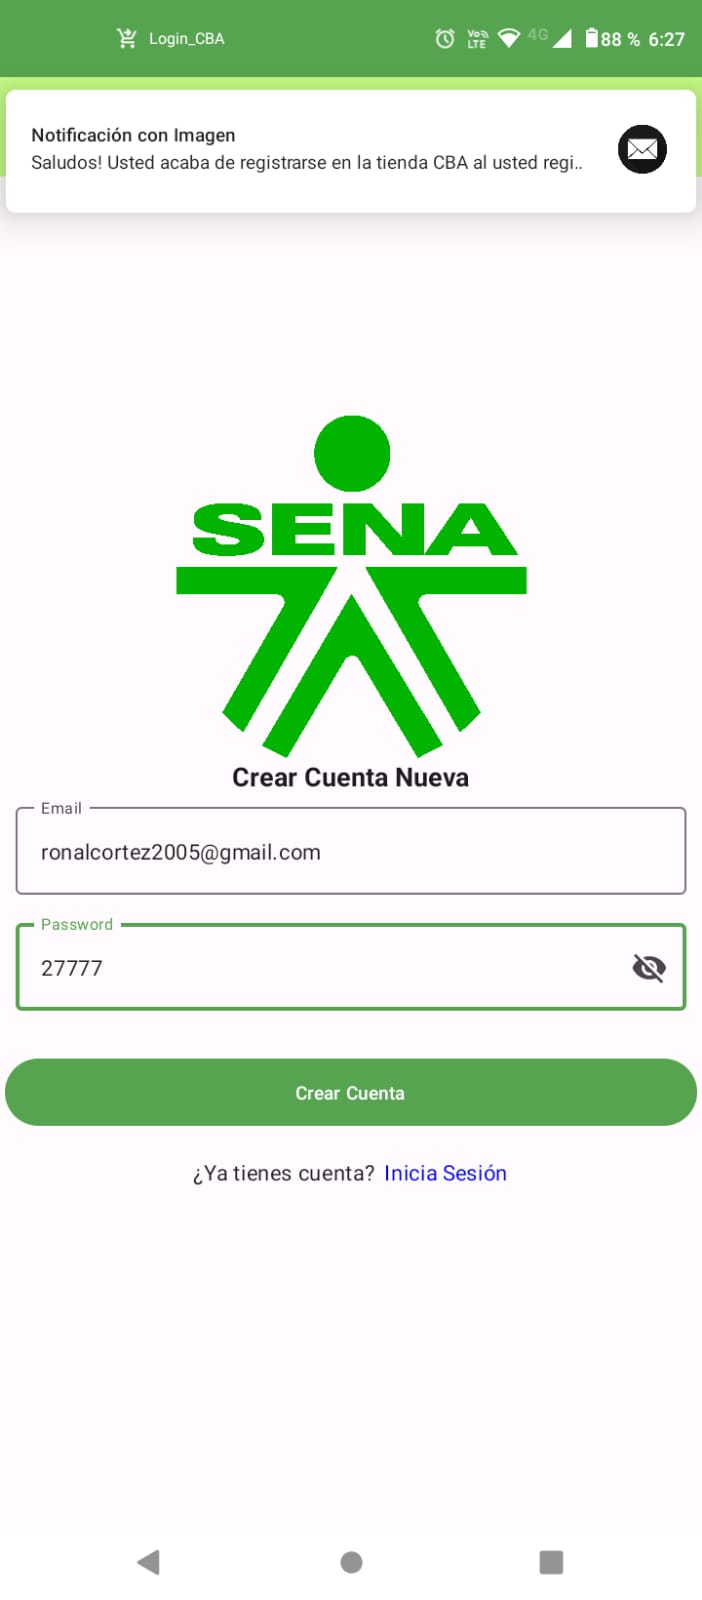 Login_CBA
Vo LTE 4G 88 % 6:27
Notificación con Imagen
Saludos! Usted acaba de registrarse en la tienda CBA al usted regi..
SENA
Crear Cuenta Nueva
Email
ronalcortez2005@gmail.com
Password
27777
Crear Cuenta
¿Ya tienes cuenta? Inicia Sesión